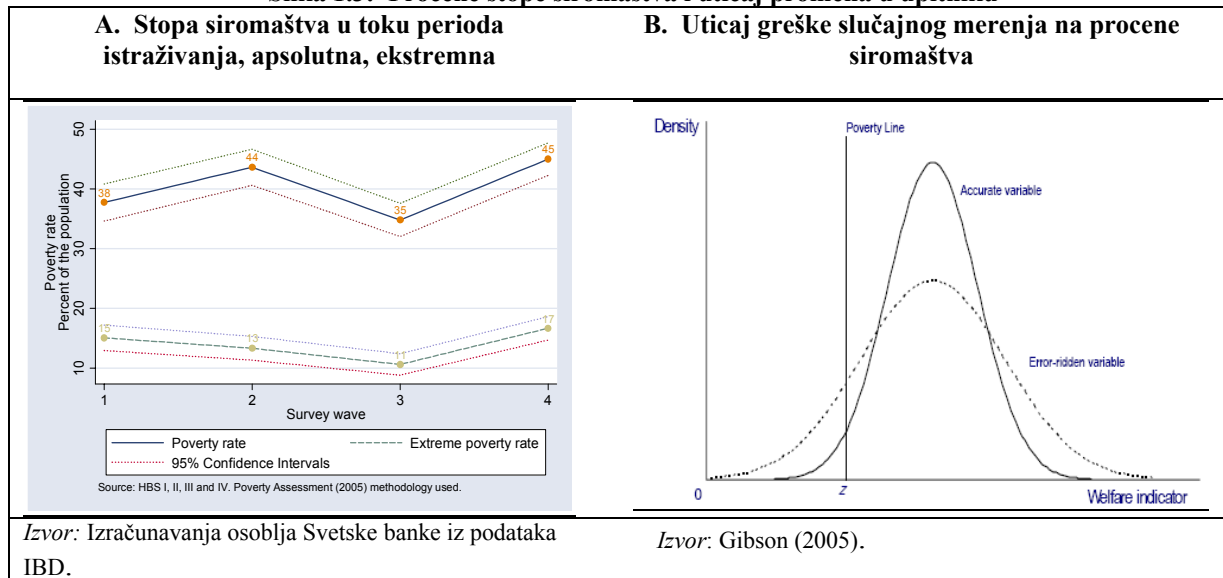 A. Stopa siromaštva u toku perioda
istraživanja, apsolutna, ekstremna
B. Uticaj greške slučajnog merenja na procene
siromaštva
Poverty rate
Percent of the population
50
40
30
20
10
38
44
35
45
15
13
11
17
1
2
3
4
Survey wave
Poverty rate
Extreme poverty rate
95% Confidence Intervals
Source: HBS I, II, III and IV. Poverty Assessment (2005) methodology used.
Density
Poverty Line
Accurate variable
Error-ridden variable
0
z
Welfare indicator
Izvor: Izračunavanja osoblja Svetske banke iz podataka
IBD.
Izvor: Gibson (2005).